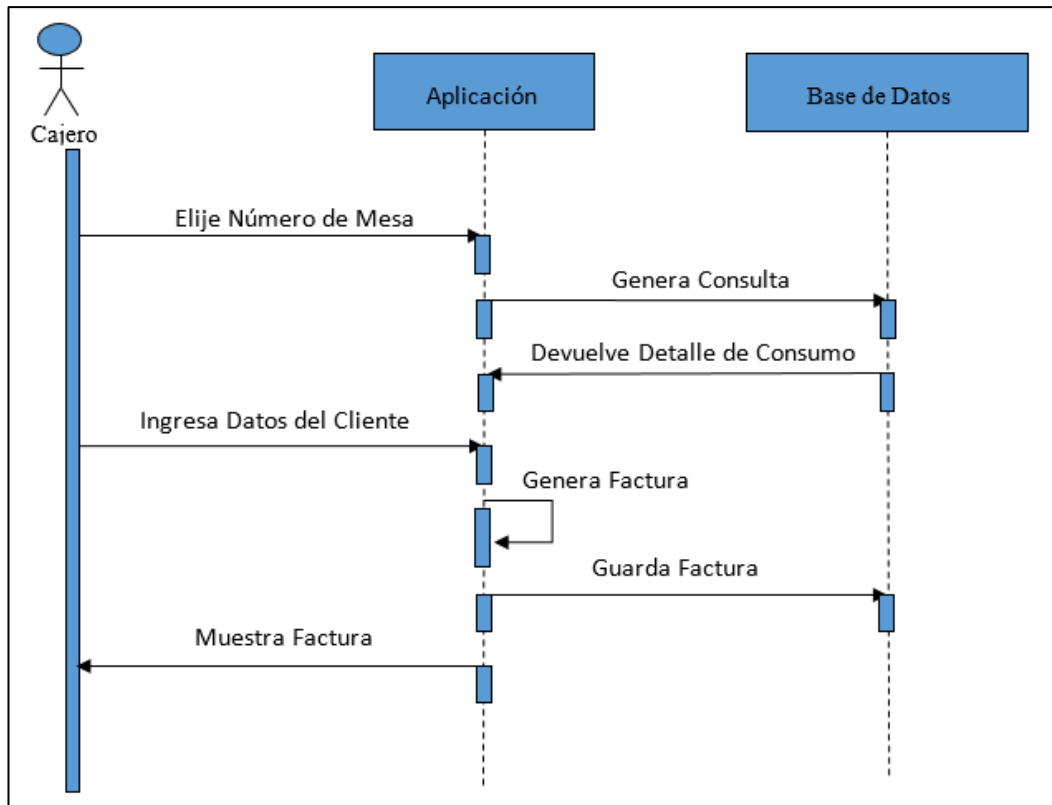 Aplicación
Base de Datos
Cajero
Elije Número de Mesa
Genera Consulta
Devuelve Detalle de Consumo
Ingresa Datos del Cliente
Genera Factura
Guarda Factura
Muestra Factura